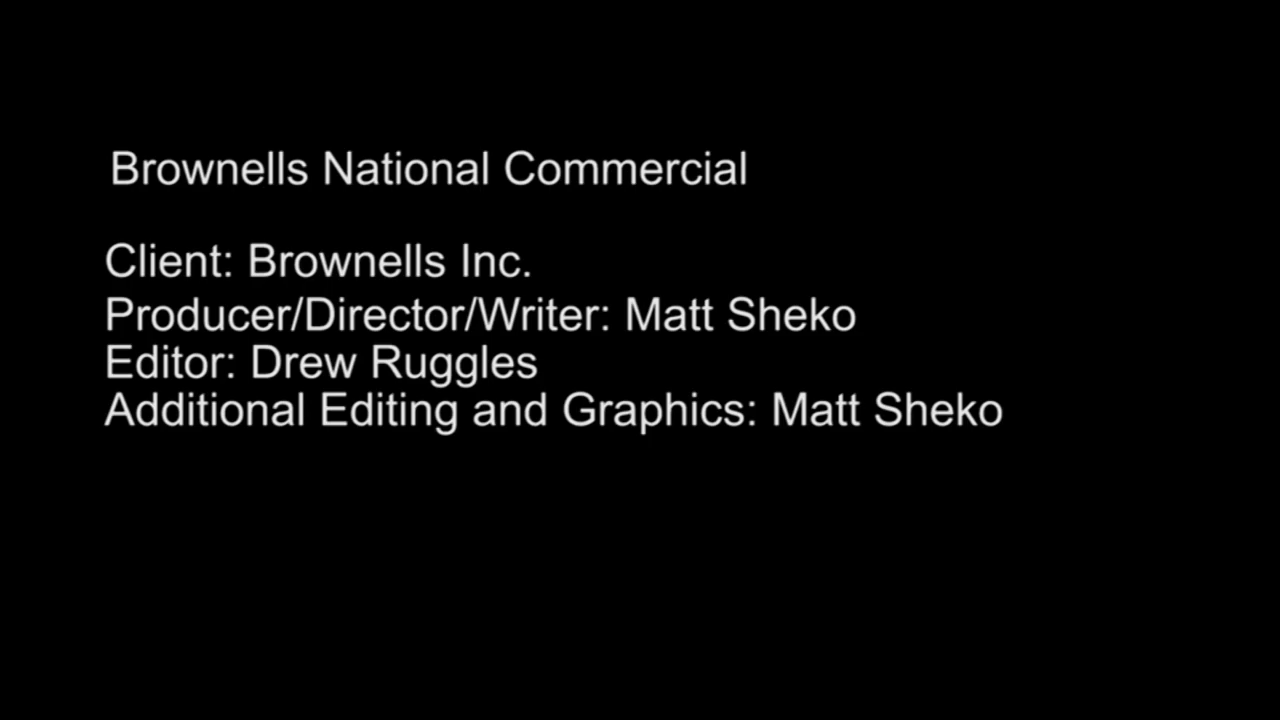 Brownells National Commercial
Client: Brownells Inc.
Producer/Director/Writer: Matt Sheko
Editor: Drew Ruggles
Additional Editing and Graphics: Matt Sheko